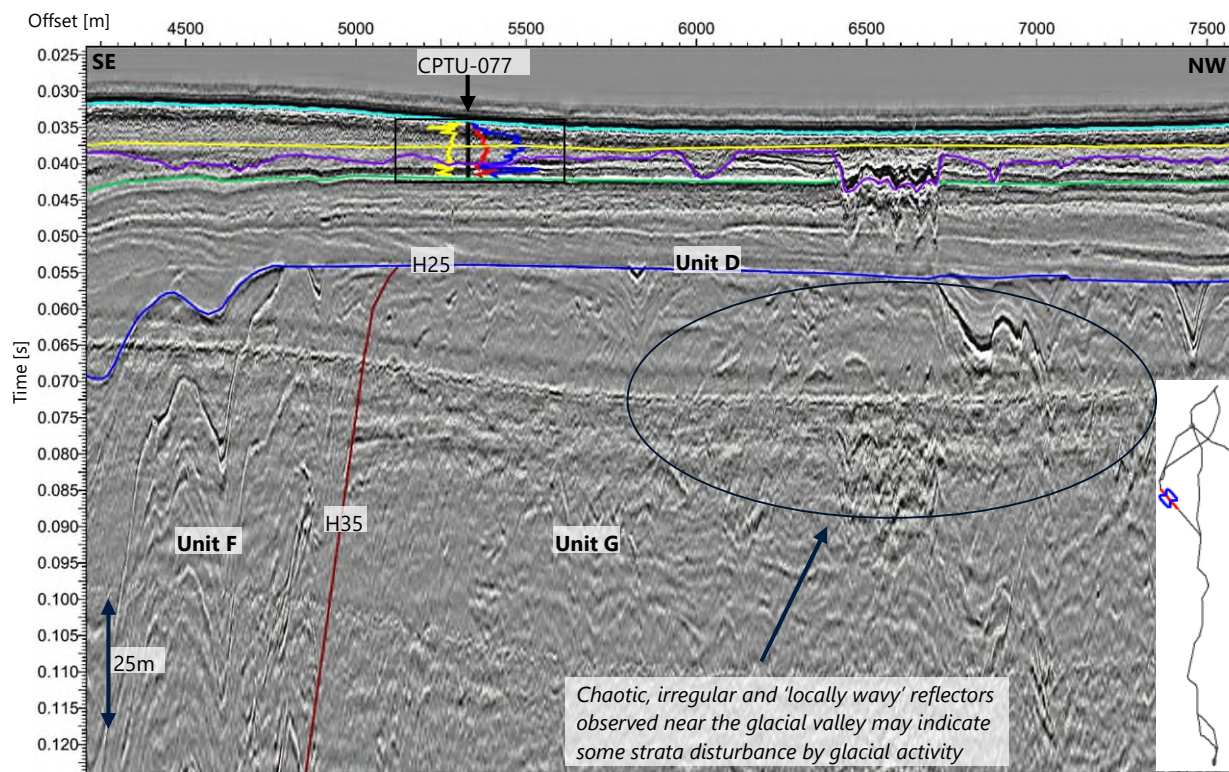 Offset [m]
4500 5000 5500 6000 6500 7000 7500
SE
CPTU-077
NW
0.025
0.030
0.035
0.040
0.045
0.050
0.055
0.060
0.065
0.070
0.075
0.080
0.085
0.090
0.095
0.100
0.105
0.110
0.115
0.120
Time [s]
H25
Unit D
H35
Unit F
Unit G
25m
Chaotic, irregular and ‘locally wavy’ reflectors
observed near the glacial valley may indicate
some strata disturbance by glacial activity